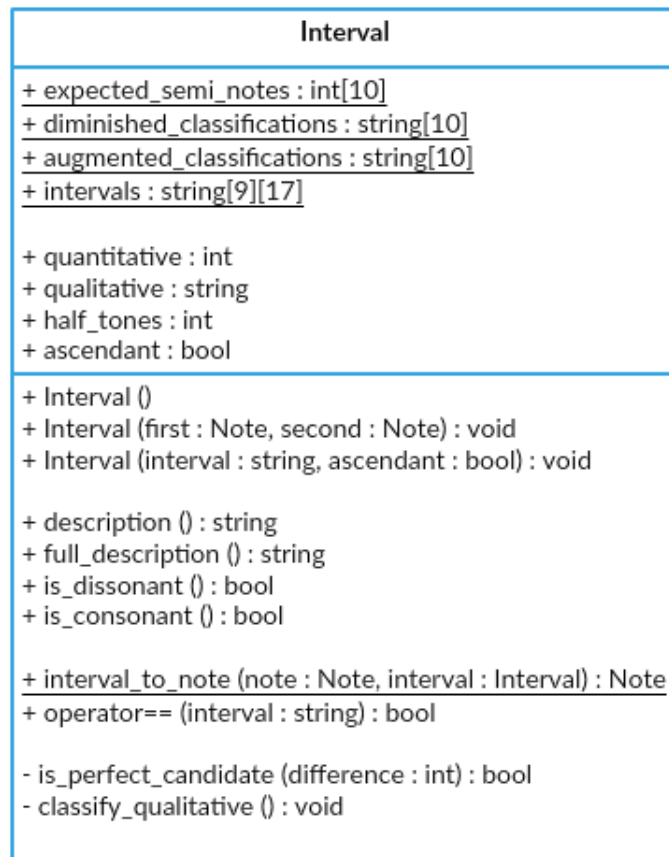 Interval
+ expected_semi_notes : int[10]
+ diminished_classifications : string[10]
+ augmented_classifications : string[10]
+ intervals : string[9][17]
+ quantitative : int
+ qualitative : string
+ half_tones : int
+ ascendant : bool
+ Interval ()
+ Interval (first : Note, second : Note) : void
+ Interval (interval : string, ascendant : bool) : void
+ description () : string
+ full_description () : string
+ is_dissonant () : bool
+ is_consonant () : bool
+ interval_to_note (note : Note, interval : Interval) : Note
+ operator== (interval : string) : bool
- is_perfect_candidate (difference : int) : bool
- classify_qualitative () : void